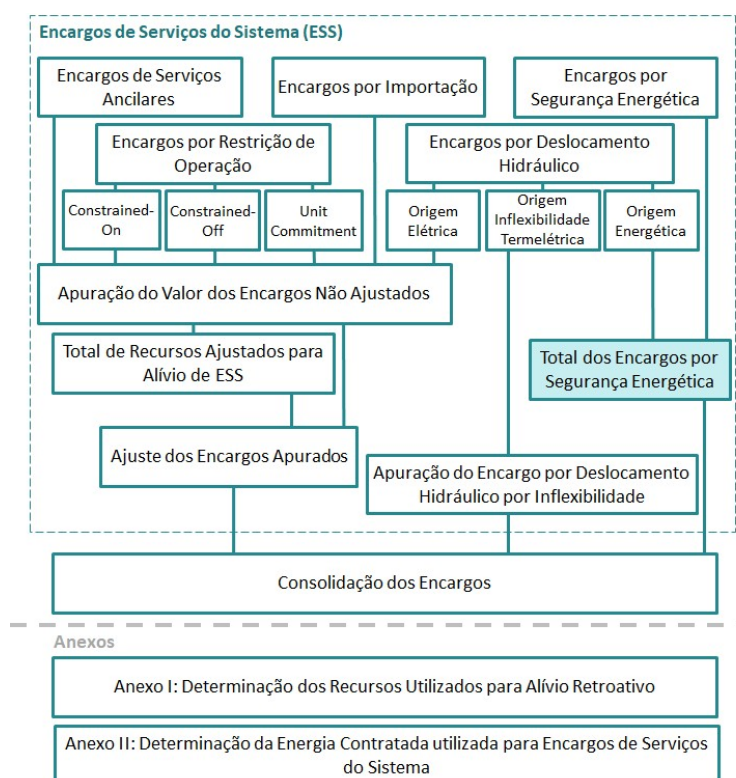 Encargos de Serviços do Sistema (ESS)
Encargos de Serviços
Ancilares
Encargos por Importação
Encargos por
Segurança Energética
Encargos por Restrição de
Operação
Encargos por Deslocamento
Hidráulico
Constrained-
On
Constrained-
Off
Unit
Commitment
Origem
Elétrica
Origem
Inflexibilidade
Termelétrica
Origem
Energética
Apuração do Valor dos Encargos Não Ajustados
Total de Recursos Ajustados para
Alívio de ESS
Total dos Encargos por
Segurança Energética
Ajuste dos Encargos Apurados
Apuração do Encargo por Deslocamento
Hidráulico por Inflexibilidade
Consolidação dos Encargos
Anexos
Anexo I: Determinação dos Recursos Utilizados para Alívio Retroativo
Anexo II: Determinação da Energia Contratada utilizada para Encargos de Serviços
do Sistema